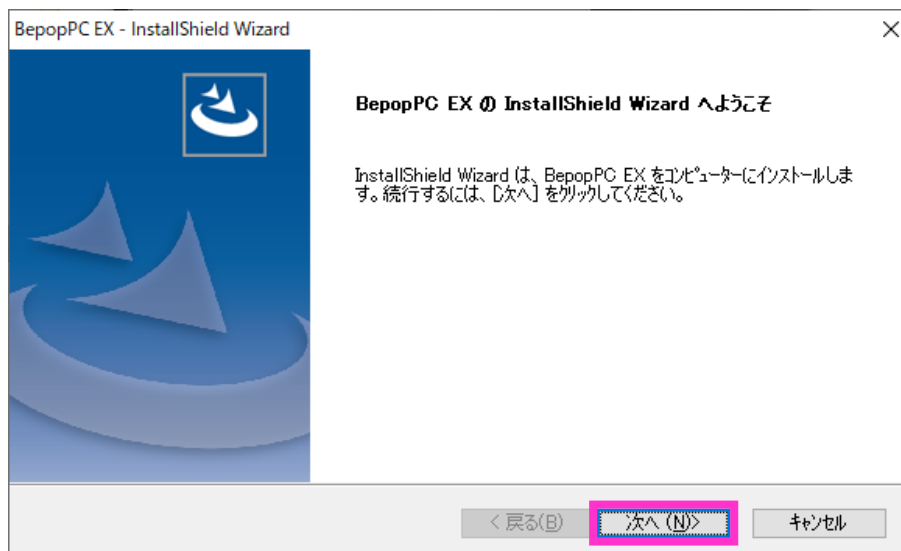 BepopPC EX - InstallShield Wizard
BepopPC EX の InstallShield Wizard へようこそ
InstallShield Wizard は、BepopPC EX をコンピューターにインストールしま
す。続行するには、[次へ] をクリックしてください。
< 戻る(B)
次へ (N)>
キャンセル